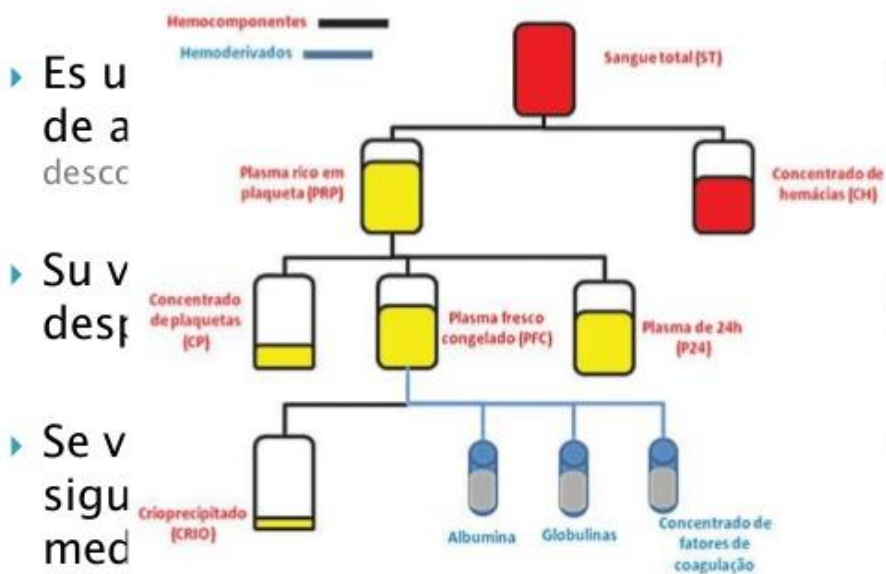 Hemocomponentes
Hemoderivados
Sangue total (ST)
Es u
de a
desco
Plasma rico em
plaqueta (PRP)
Concentrado de
hemácias (CH)
Su v
desp
Concentrado
de plaquetas
(CP)
Plasma fresco
congelado (PFC)
Plasma de 24h
(P24)
Se v
sigu
med
Crioprecipitado
(CRIO)
Albumina
Globulinas
Concentrado de
fatores de
coagulação